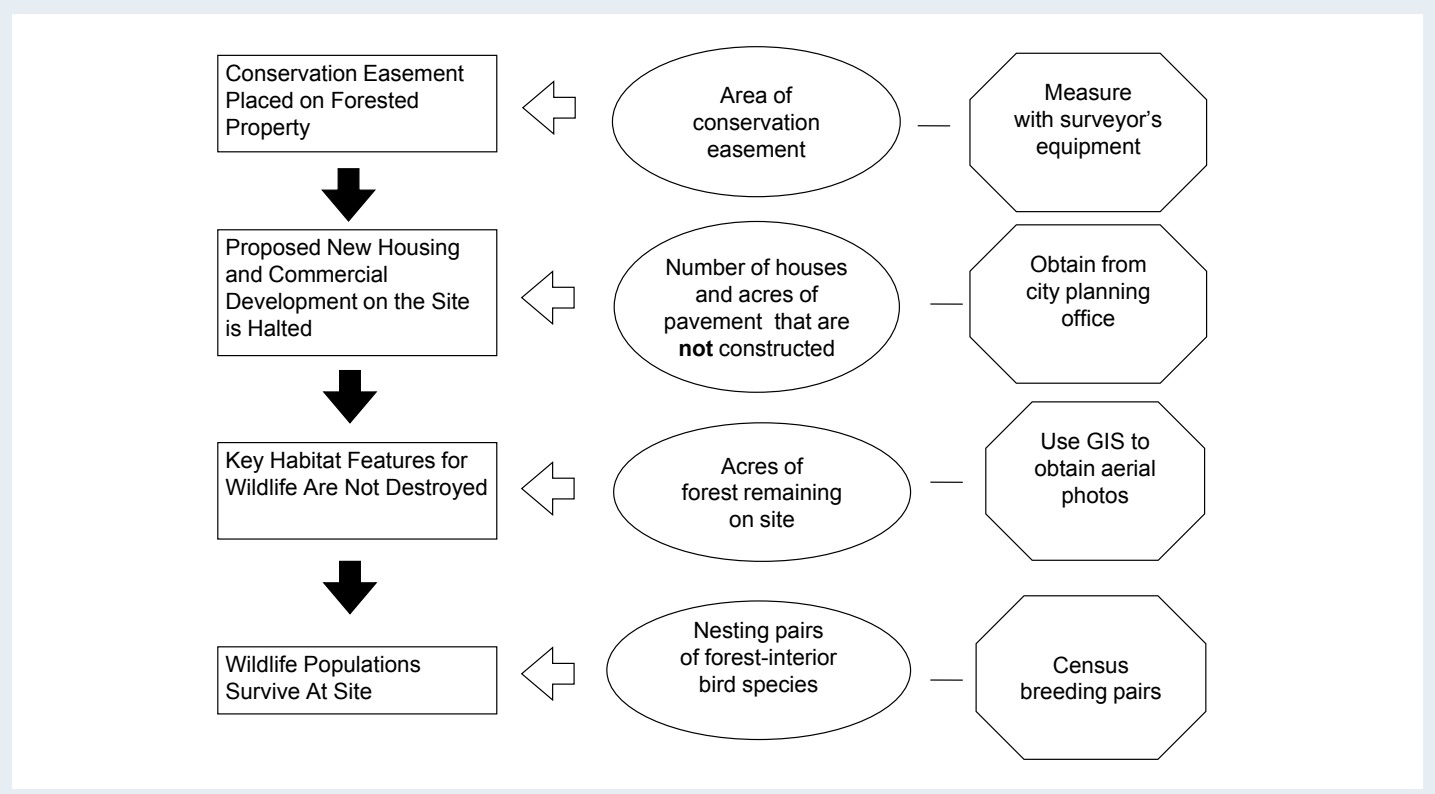 Conservation Easement
Placed on Forested
Property
Area of
conservation
easement
Measure
with surveyor's
equipment
Proposed New Housing
and Commercial
Development on the Site
is Halted
Number of houses
and acres of
pavement that are
not constructed
Obtain from
city planning
office
Key Habitat Features for
Wildlife Are Not Destroyed
Acres of
forest remaining
on site
Use GIS to
obtain aerial
photos
Wildlife Populations
Survive At Site
Nesting pairs
of forest-interior
bird species
Census
breeding pairs